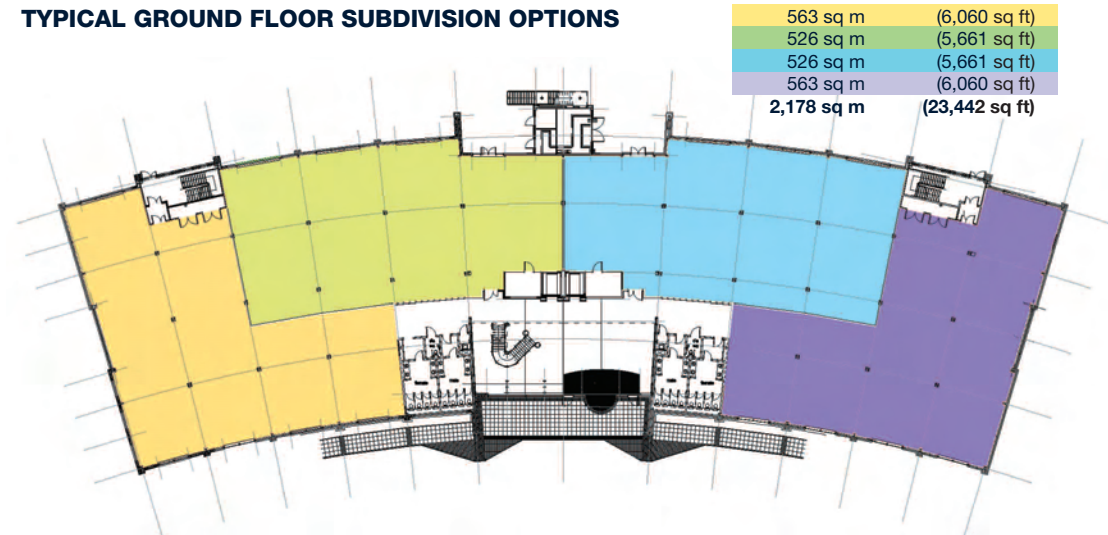 TYPICAL GROUND FLOOR SUBDIVISION OPTIONS
563 sq m (6,060 sq ft)
526 sq m (5,661 sq ft)
526 sq m (5,661 sq ft)
563 sq m (6,060 sq ft)
2,178 sq m (23,442 sq ft)